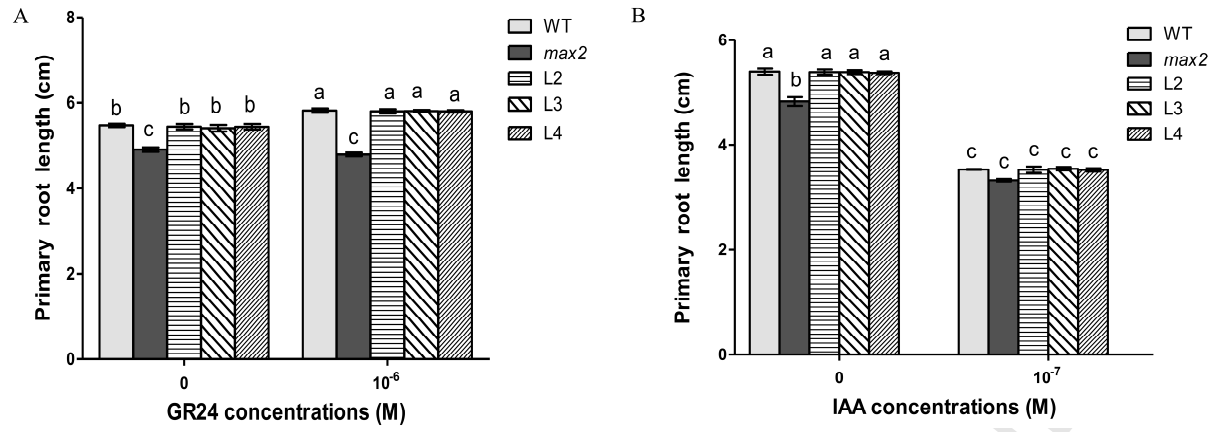 A
8
6
4
2
0
Primary root length (cm)
b
c
b
b
b
a
c
a
a
a
0
10⁻⁶
GR24 concentrations (M)
WT
max2
L2
L3
L4
B
6
4
2
0
Primary root length (cm)
a
b
a
a
a
c
c
c
c
c
0
10⁻⁷
IAA concentrations (M)
WT
max2
L2
L3
L4